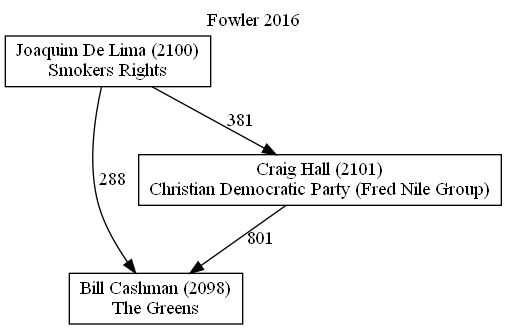 Fowler 2016
Joaquim De Lima (2100)
Smokers Rights
381
Craig Hall (2101)
Christian Democratic Party (Fred Nile Group)
288
801
Bill Cashman (2098)
The Greens